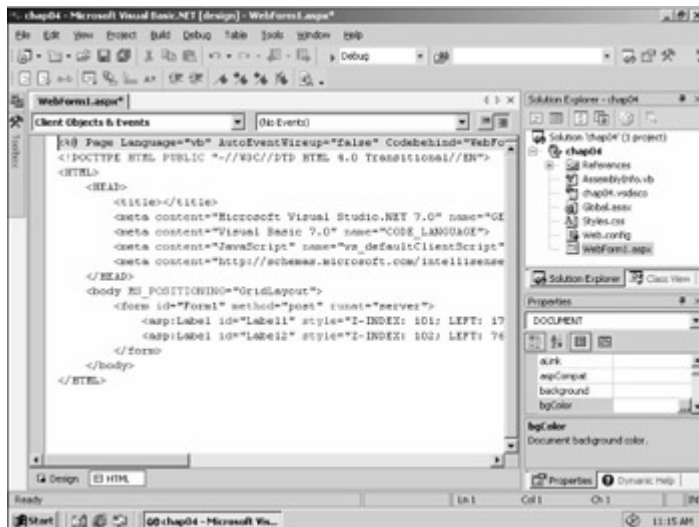 chap04 - Microsoft Visual Basic.NET [design] - WebForm1.aspx*
File Edit View Project Build Debug Table Tools Window Help
Debug
WebForm1.aspx*
Client Objects & Events
(No Events)
<%@ Page Language="vb" AutoEventWireup="false" Codebehind="WebFo
<!DOCTYPE HTML PUBLIC "-//W3C//DTD HTML 4.0 Transitional//EN">
<HTML>
<HEAD>
<title></title>
<meta content="Microsoft Visual Studio.NET 7.0" name="GE
<meta content="Visual Basic 7.0" name="CODE_LANGUAGE">
<meta content="JavaScript" name="vs_defaultClientScript"
<meta content="http://schemas.microsoft.com/intellisense
</HEAD>
<body MS_POSITIONING="GridLayout">
<form id="Form1" method="post" runat="server">
<asp:Label id="Label1" style="Z-INDEX: 101; LEFT: 17
<asp:Label id="Label2" style="Z-INDEX: 102; LEFT: 76
</form>
</body>
</HTML>
Design HTML
Toolbox
Solution Explorer - chap04
Solution 'chap04' (1 project)
chap04
References
AssemblyInfo.vb
chap04.vsdisco
Global.asax
Styles.css
Web.config
WebForm1.aspx
Solution Explorer Class View
Properties
DOCUMENT
aLink
aspCompat
background
bgColor
bgColor
Document background color.
Properties Dynamic Help
Ready Ln 1 Col 1 Ch 1 INS
Start chap04 - Microsoft Vis... 11:15 AM